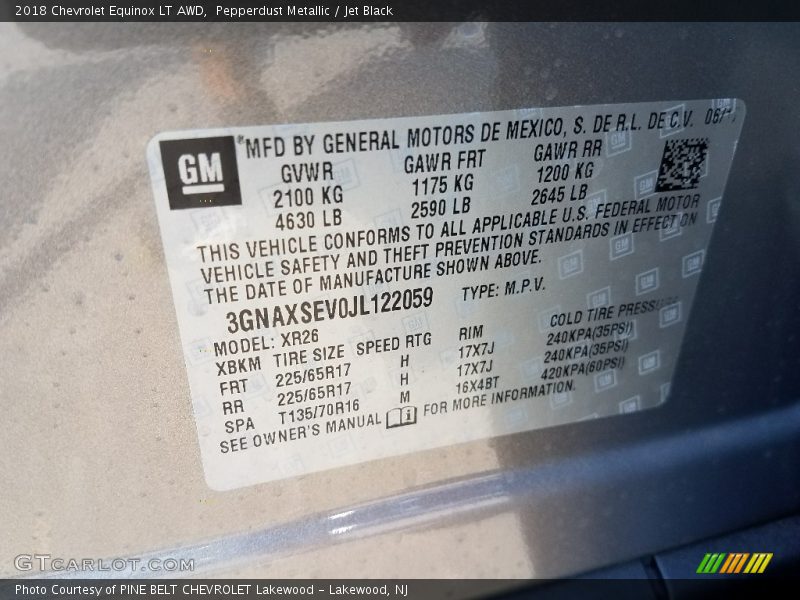 2018 Chevrolet Equinox LT AWD, Pepperdust Metallic / Jet Black
GM
*MFD BY GENERAL MOTORS DE MEXICO, S. DE R.L. DE C.V. 06/
GVWR GAWR FRT GAWR RR
2100 KG 1175 KG 1200 KG
4630 LB 2590 LB 2645 LB
THIS VEHICLE CONFORMS TO ALL APPLICABLE U.S. FEDERAL MOTOR
VEHICLE SAFETY AND THEFT PREVENTION STANDARDS IN EFFECT ON
THE DATE OF MANUFACTURE SHOWN ABOVE.
3GNAXSEV0JL122059 TYPE: M.P.V.
MODEL: XR26
XBKM TIRE SIZE SPEED RTG RIM COLD TIRE PRESSURE
FRT 225/65R17 H 17X7J 240KPA(35PSI)
RR 225/65R17 H 17X7J 240KPA(35PSI)
SPA T135/70R16 M 16X4BT 420KPA(60PSI)
SEE OWNER'S MANUAL FOR MORE INFORMATION.
GTCARLOT.COM
Photo Courtesy of PINE BELT CHEVROLET Lakewood - Lakewood, NJ